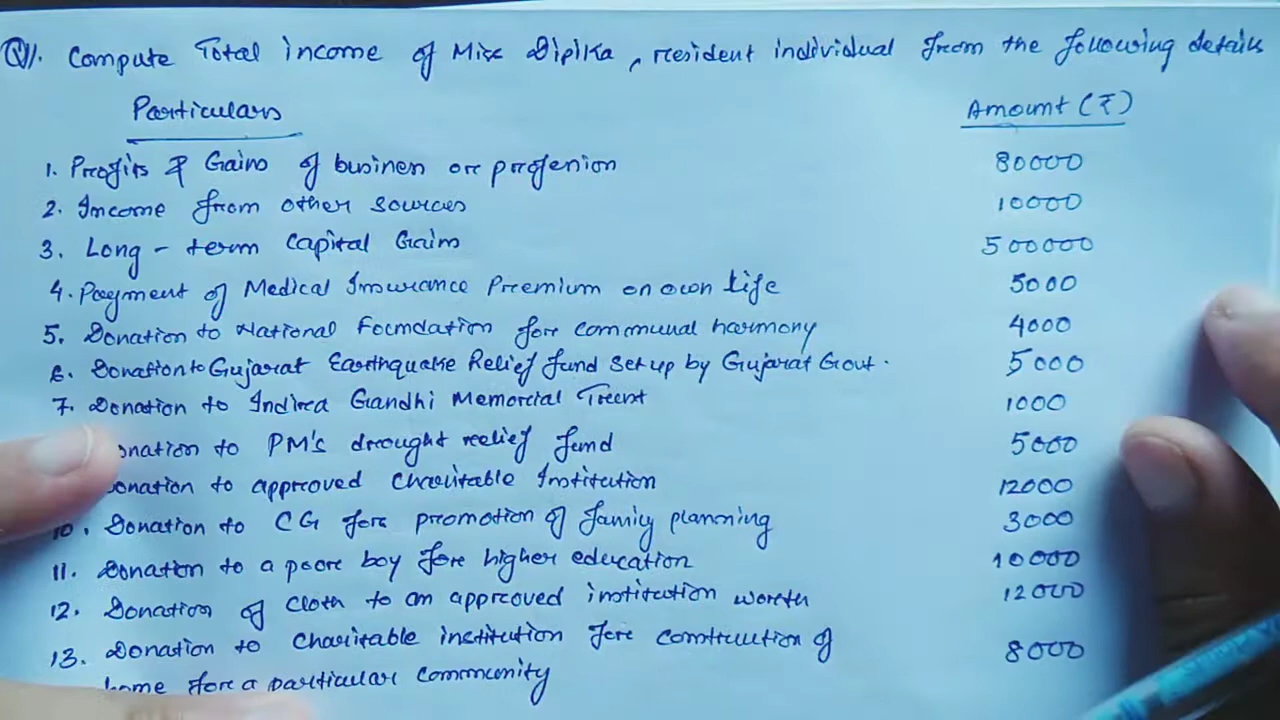 Q1. Compute Total income of Miss Dipika, resident individual from the following details
Particulars Amount (₹)
1. Profits & Gains of business or profession 80000
2. Income from other sources 10000
3. Long-term capital Gain 500000
4. Payment of Medical Insurance Premium on own life 5000
5. Donation to National Foundation for communal harmony 4000
6. Donation to Gujarat Earthquake Relief fund set up by Gujarat Govt. 5000
7. Donation to Indira Gandhi Memorial Trust 1000
onation to PM's drought relief fund 5000
onation to approved charitable Institution 12000
10. Donation to CG for promotion of family planning 3000
11. Donation to a poor boy for higher education 10000
12. Donation of cloth to an approved institution worth 12000
13. Donation to charitable institution for construction of 8000
home for a particular community